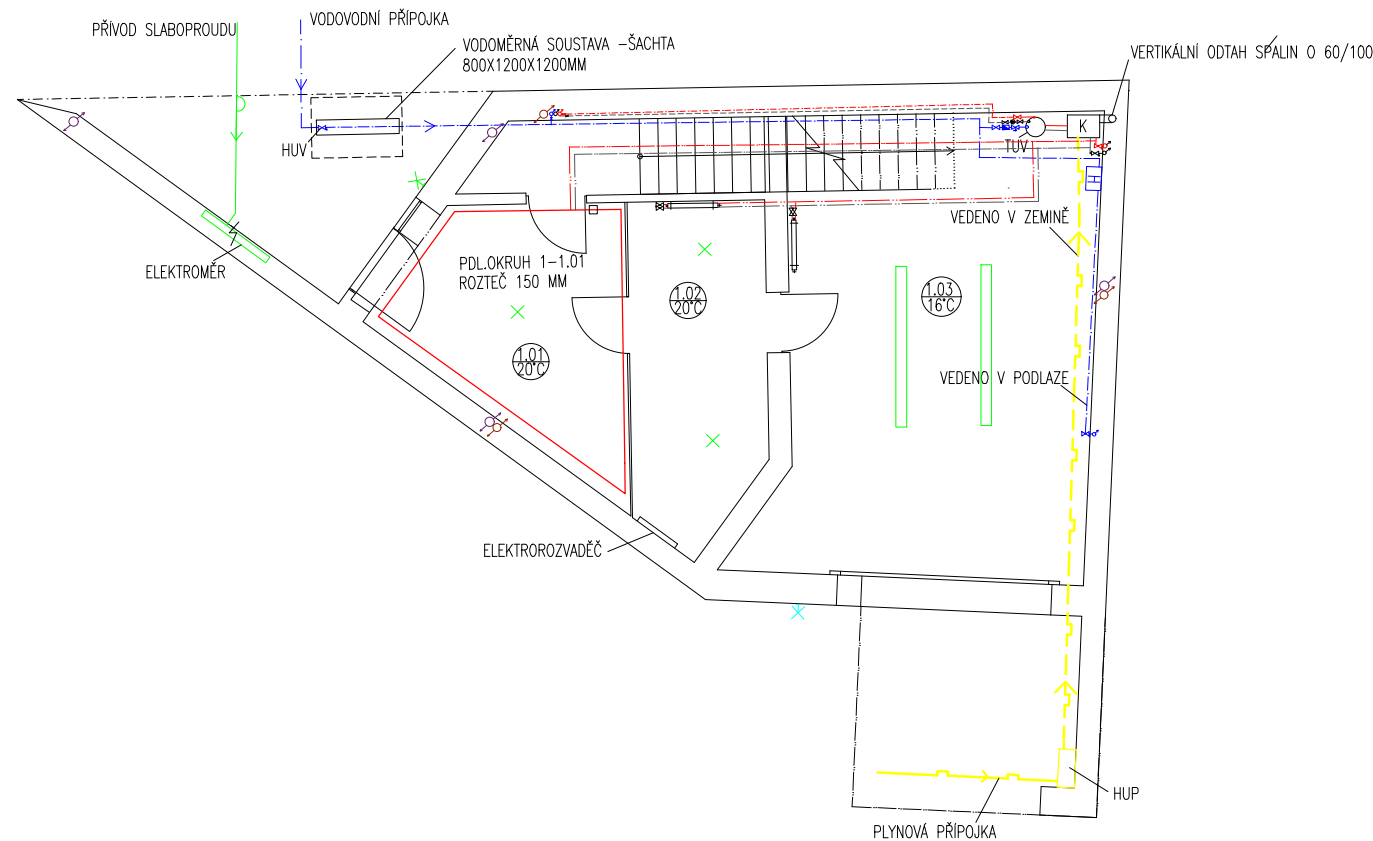 VODOVODNÍ PŘÍPOJKA
PŘÍVOD SLABOPROUDU
VODOMĚRNÁ SOUSTAVA -ŠACHTA
800X1200X1200MM
VERTIKÁLNÍ ODTAH SPALIN O 60/100
HUV
K
TUV
H
VEDENO V ZEMINĚ
ELEKTROMĚR
PDL.OKRUH 1-1.01
ROZTEČ 150 MM
1.02
20°C
1.03
16°C
1.01
20°C
VEDENO V PODLAZE
ELEKTROROZVADĚČ
HUP
PLYNOVÁ PŘÍPOJKA